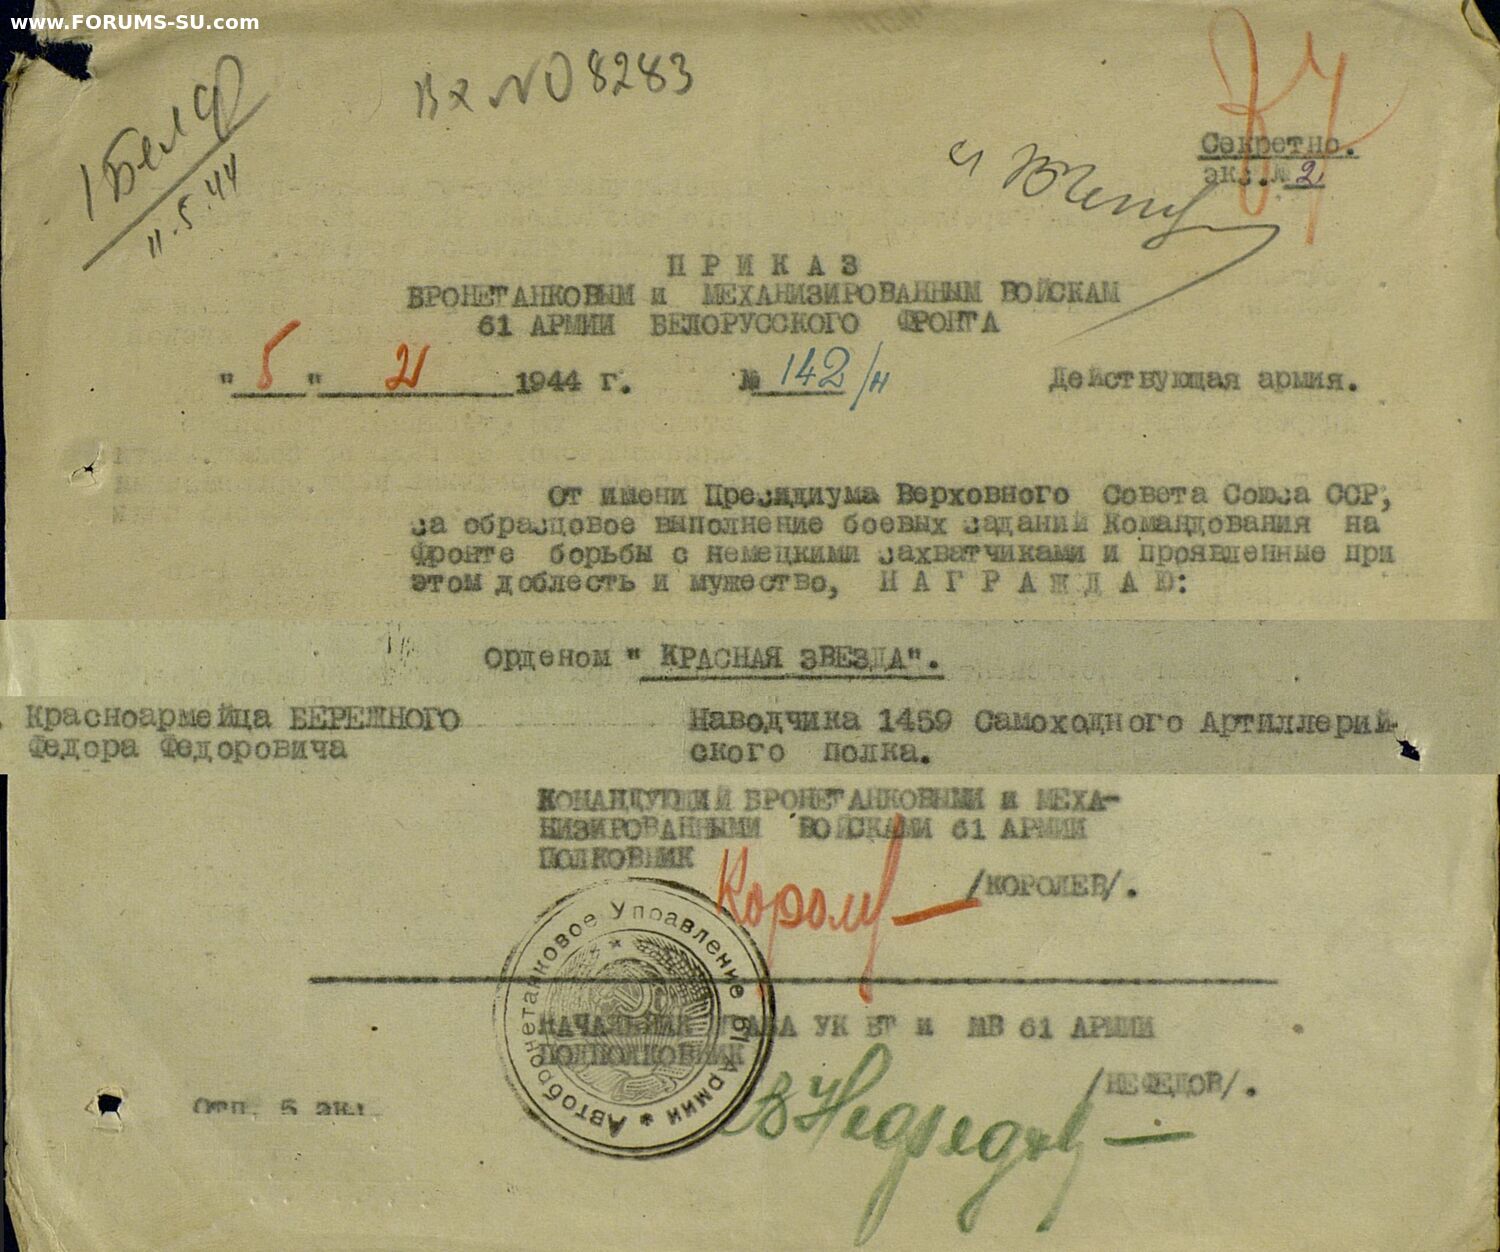 www.FORUMS-SU.com
Вх № 08283
1 Бел ф
11.5.44
Секретно.
экз. № 2
П Р И К А З
БРОНЕТАНКОВЫМ и МЕХАНИЗИРОВАННЫМ ВОЙСКАМ
61 АРМИИ БЕЛОРУССКОГО ФРОНТА
" 5 " 1944 г. № 142/н Действующая армия.
От имени Президиума Верховного Совета Союза ССР,
за образцовое выполнение боевых заданий Командования на
Фронте борьбы с немецкими захватчиками и проявленные при
этом доблесть и мужество, Н А Г Р А Ж Д А Ю:
Орденом " КРАСНАЯ ЗВЕЗДА".
Красноармейца БЕРЕЖНОГО Наводчика 1459 Самоходного Артиллерий-
Федора Федоровича ского полка.
КОМАНДУЮЩИЙ БРОНЕТАНКОВЫМИ и МЕХА-
НИЗИРОВАННЫМИ ВОЙСКАМИ 61 АРМИИ
ПОЛКОВНИК
/КОРОЛЕВ/.
Автобронетанковое Управление 61 Армии *
НАЧАЛЬНИК ШТАБА УК БТ и МВ 61 АРМИИ
ПОДПОЛКОВНИК
/НЕФЕДОВ/.
В Нефедов
Отп. 5 экз.